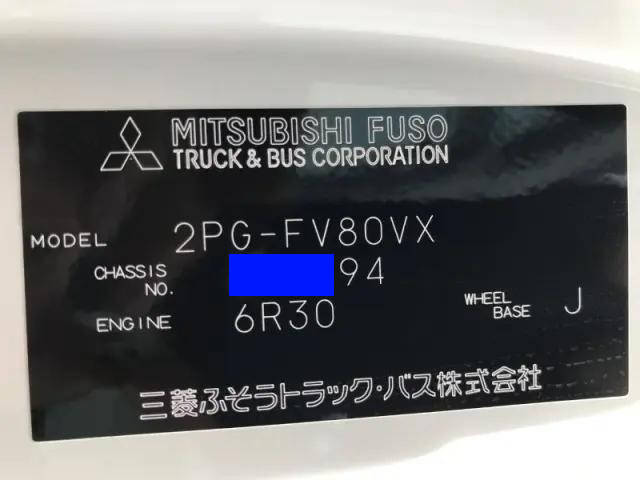 MITSUBISHI FUSO
TRUCK & BUS CORPORATION
MODEL 2PG-FV80VX
CHASSIS NO. 94
ENGINE 6R30
WHEEL BASE J
三菱ふそうトラック・バス株式会社